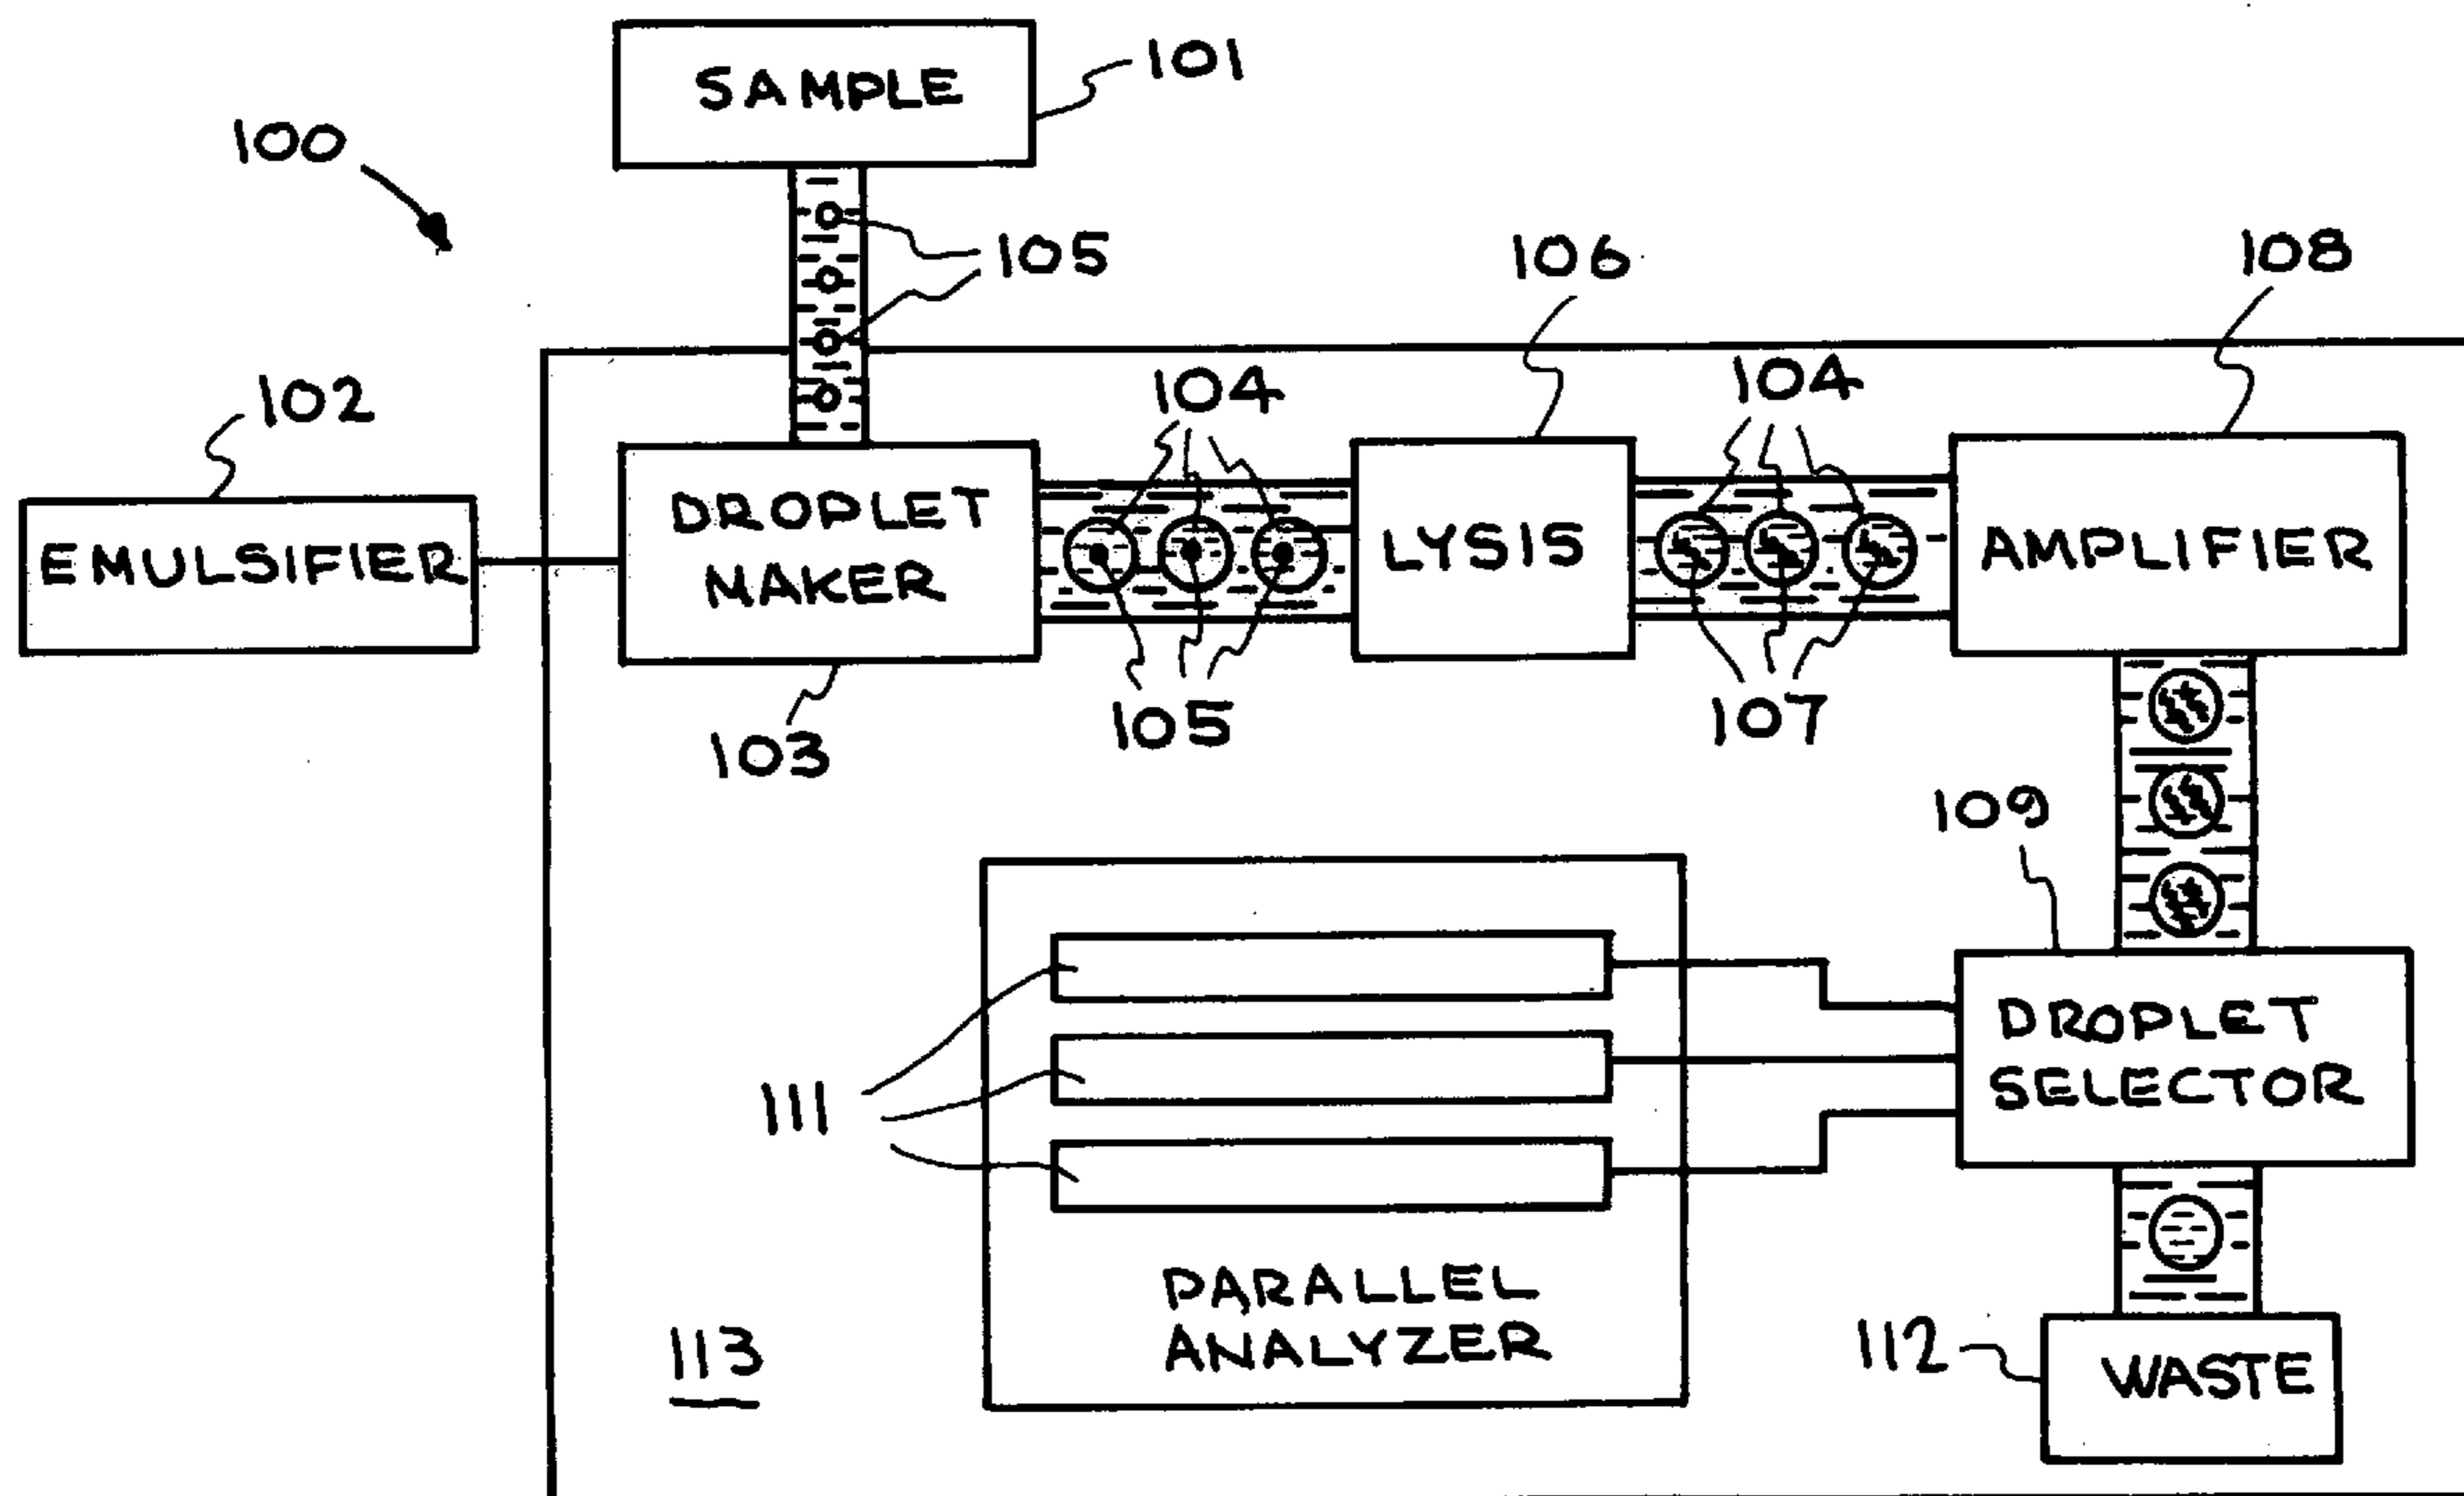 SAMPLE
101
100
105
106
108
102
104
104
EMULSIFIER
DROPLET
MAKER
LYSIS
AMPLIFIER
103
105
107
109
111
DROPLET
SELECTOR
PARALLEL
ANALYZER
113
112
WASTE